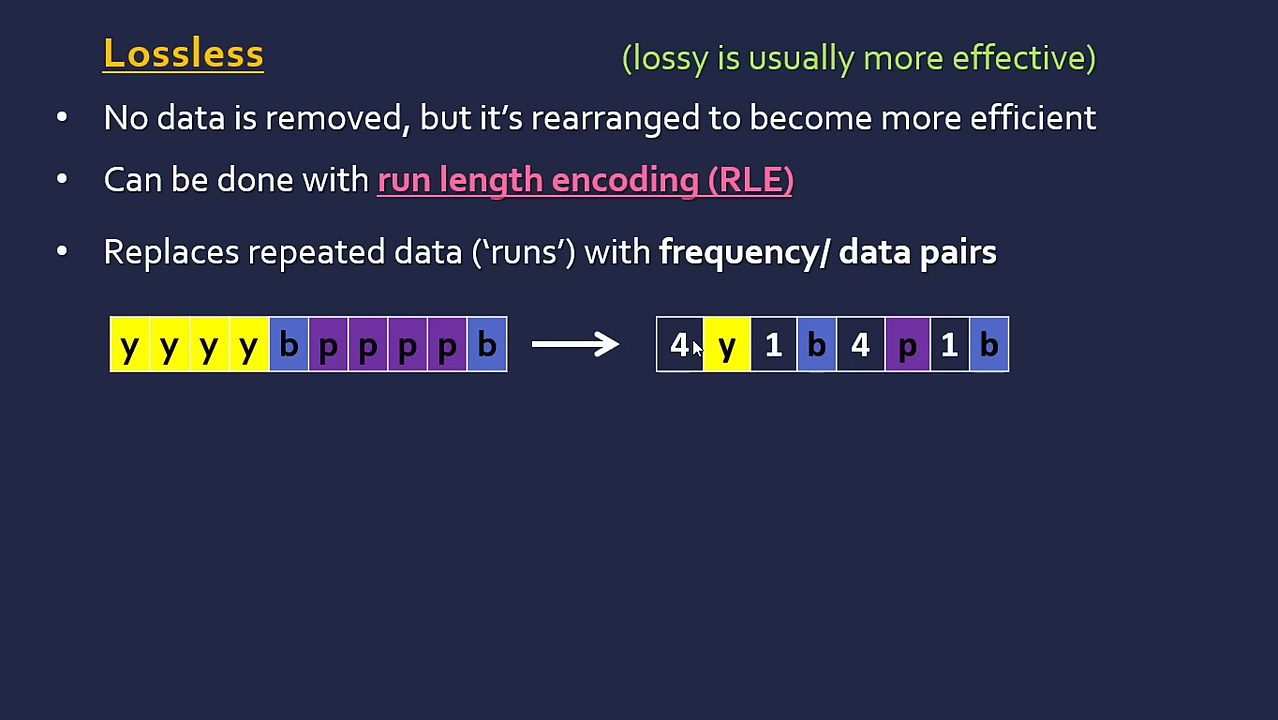 Lossless (lossy is usually more effective)
• No data is removed, but it’s rearranged to become more efficient
• Can be done with run length encoding (RLE)
• Replaces repeated data (‘runs’) with frequency/ data pairs
y y y y b p p p p b 4 y 1 b 4 p 1 b